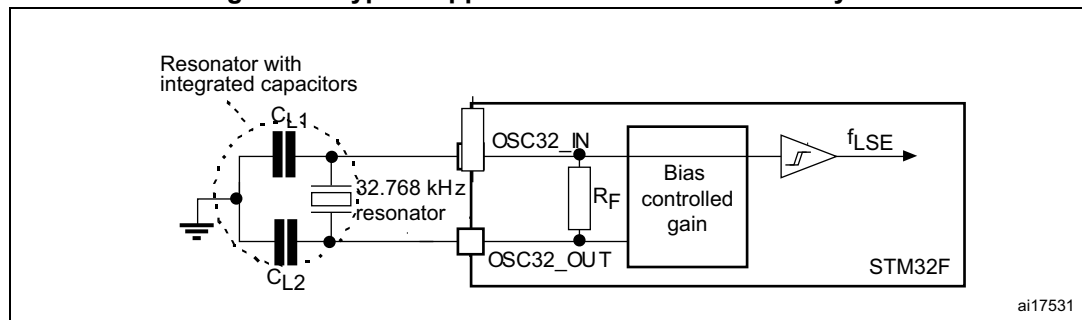 Resonator with
integrated capacitors
CL1
OSC32_IN
fLSE
32.768 kHz
resonator
RF
Bias
controlled
gain
OSC32_OUT
STM32F
CL2
ai17531